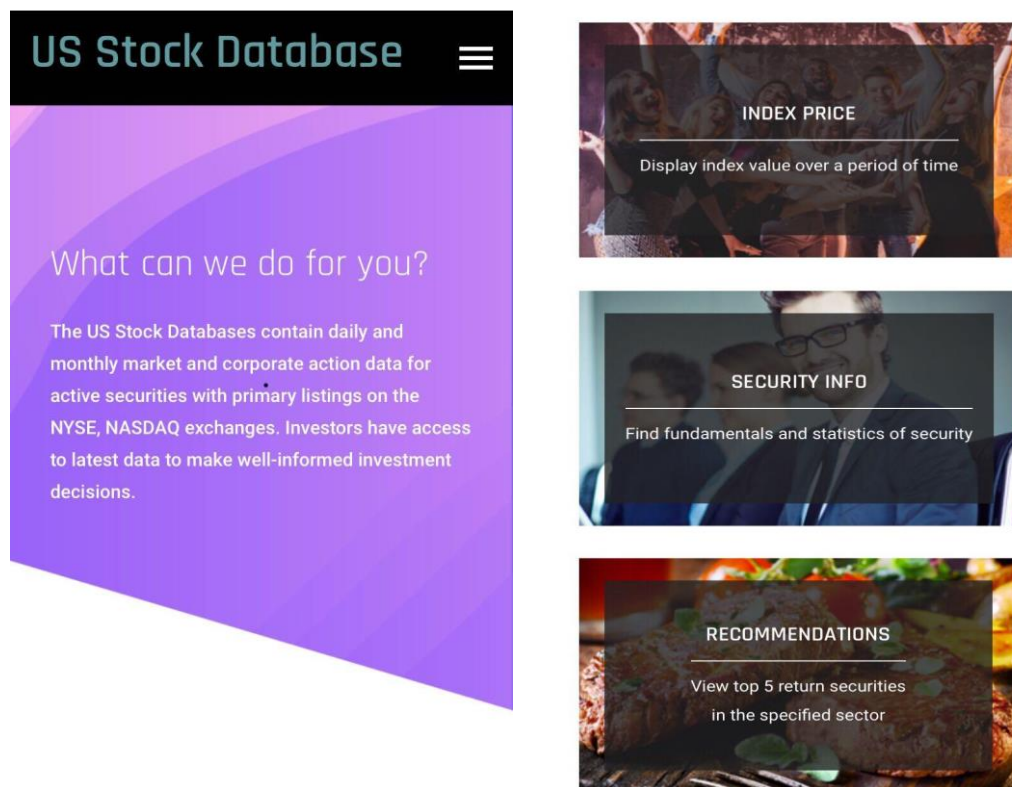 US Stock Database
What can we do for you?
The US Stock Databases contain daily and
monthly market and corporate action data for
active securities with primary listings on the
NYSE, NASDAQ exchanges. Investors have access
to latest data to make well-informed investment
decisions.
INDEX PRICE
Display index value over a period of time
SECURITY INFO
Find fundamentals and statistics of security
RECOMMENDATIONS
View top 5 return securities
in the specified sector